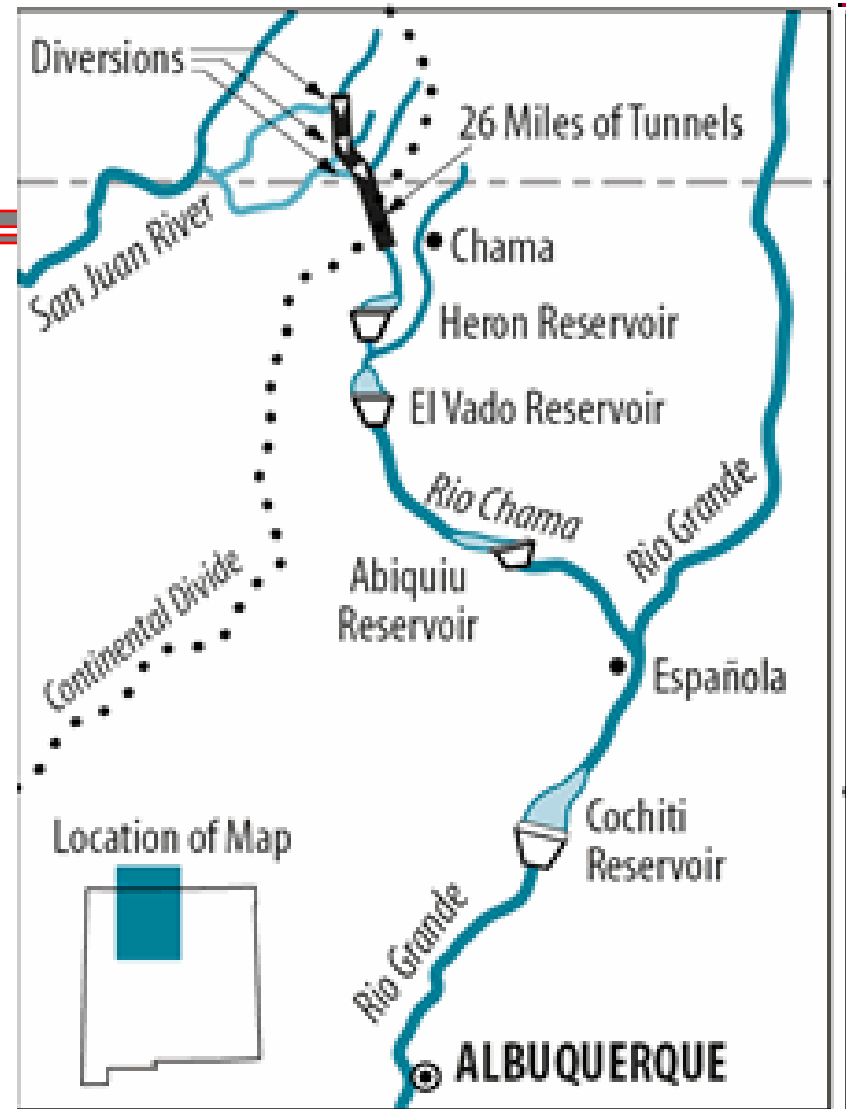 Diversions
26 Miles of Tunnels
San Juan River
Chama
Heron Reservoir
El Vado Reservoir
Rio Chama
Rio Grande
Abiquiu
Reservoir
Continental Divide
Española
Cochiti
Reservoir
Location of Map
Rio Grande
ALBUQUERQUE